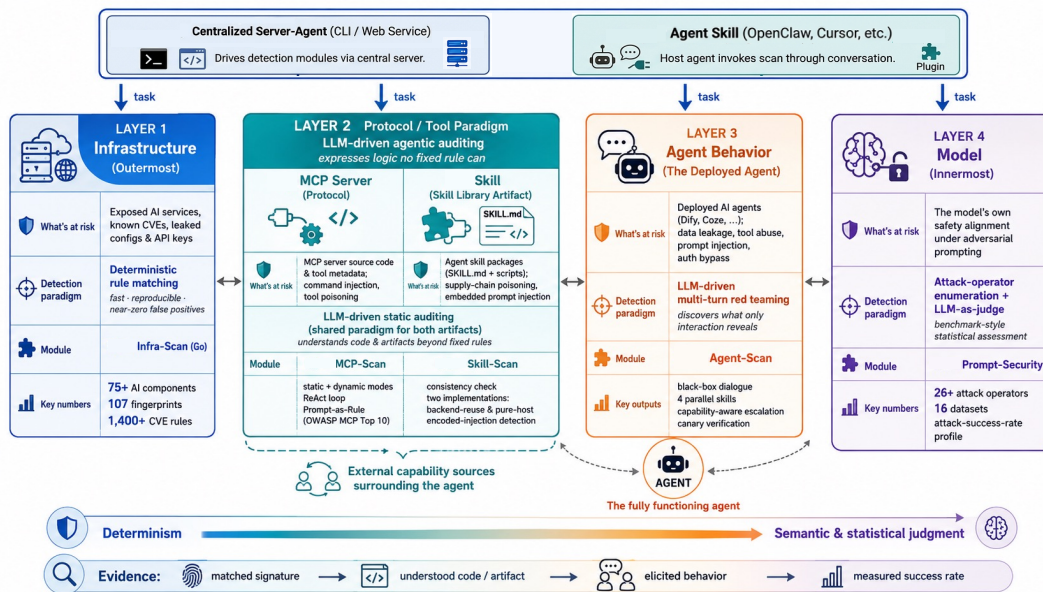 Centralized Server-Agent (CLI / Web Service)
Drives detection modules via central server.
Agent Skill (OpenClaw, Cursor, etc.)
Host agent invokes scan through conversation.
Plugin
task
task
task
task
LAYER 1
Infrastructure
(Outermost)
What's at risk
Exposed AI services,
known CVEs, leaked
configs & API keys
Detection
paradigm
Deterministic
rule matching
fast · reproducible ·
near-zero false positives
Module
Infra-Scan (Go)
Key numbers
75+ AI components
107 fingerprints
1,400+ CVE rules
LAYER 2 Protocol / Tool Paradigm
LLM-driven agentic auditing
expresses logic no fixed rule can
MCP Server
(Protocol)
What's at risk
MCP server source code
& tool metadata;
command injection,
tool poisoning
Skill
(Skill Library Artifact)
SKILL.md
</>
What's at risk
Agent skill packages
(SKILL.md + scripts);
supply-chain poisoning,
embedded prompt injection
LLM-driven static auditing
(shared paradigm for both artifacts)
understands code & artifacts beyond fixed rules
Module
MCP-Scan
Skill-Scan
static + dynamic modes
ReAct loop
Prompt-as-Rule
(OWASP MCP Top 10)
consistency check
two implementations:
backend-reuse & pure-host
encoded-injection detection
External capability sources
surrounding the agent
LAYER 3
Agent Behavior
(The Deployed Agent)
What's at risk
Deployed AI agents
(Dify, Coze, ...);
data leakage, tool abuse,
prompt injection,
auth bypass
Detection
paradigm
LLM-driven
multi-turn red teaming
discovers what only
interaction reveals
Module
Agent-Scan
Key outputs
black-box dialogue
4 parallel skills
capability-aware escalation
canary verification
AGENT
The fully functioning agent
LAYER 4
Model
(Innermost)
What's at risk
The model's own
safety alignment
under adversarial
prompting
Detection
paradigm
Attack-operator
enumeration +
LLM-as-judge
benchmark-style
statistical assessment
Module
Prompt-Security
Key numbers
26+ attack operators
16 datasets
attack-success-rate
profile
Determinism
Semantic & statistical judgment
Evidence:
matched signature
understood code / artifact
elicited behavior
measured success rate